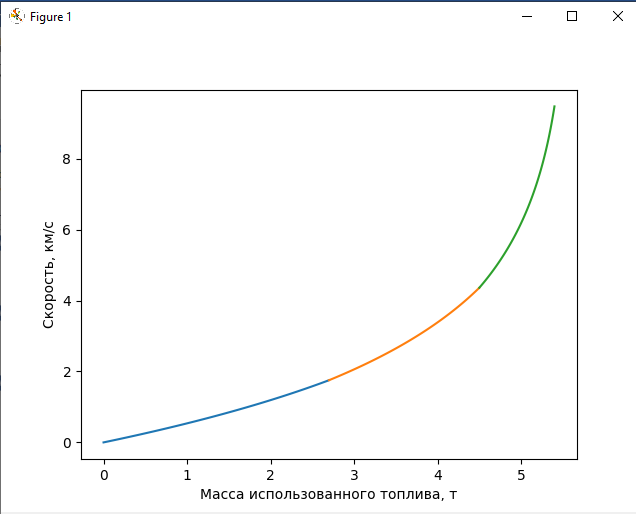 Figure 1
8
6
4
2
0
Скорость, км/с
0 1 2 3 4 5
Масса использованного топлива, т